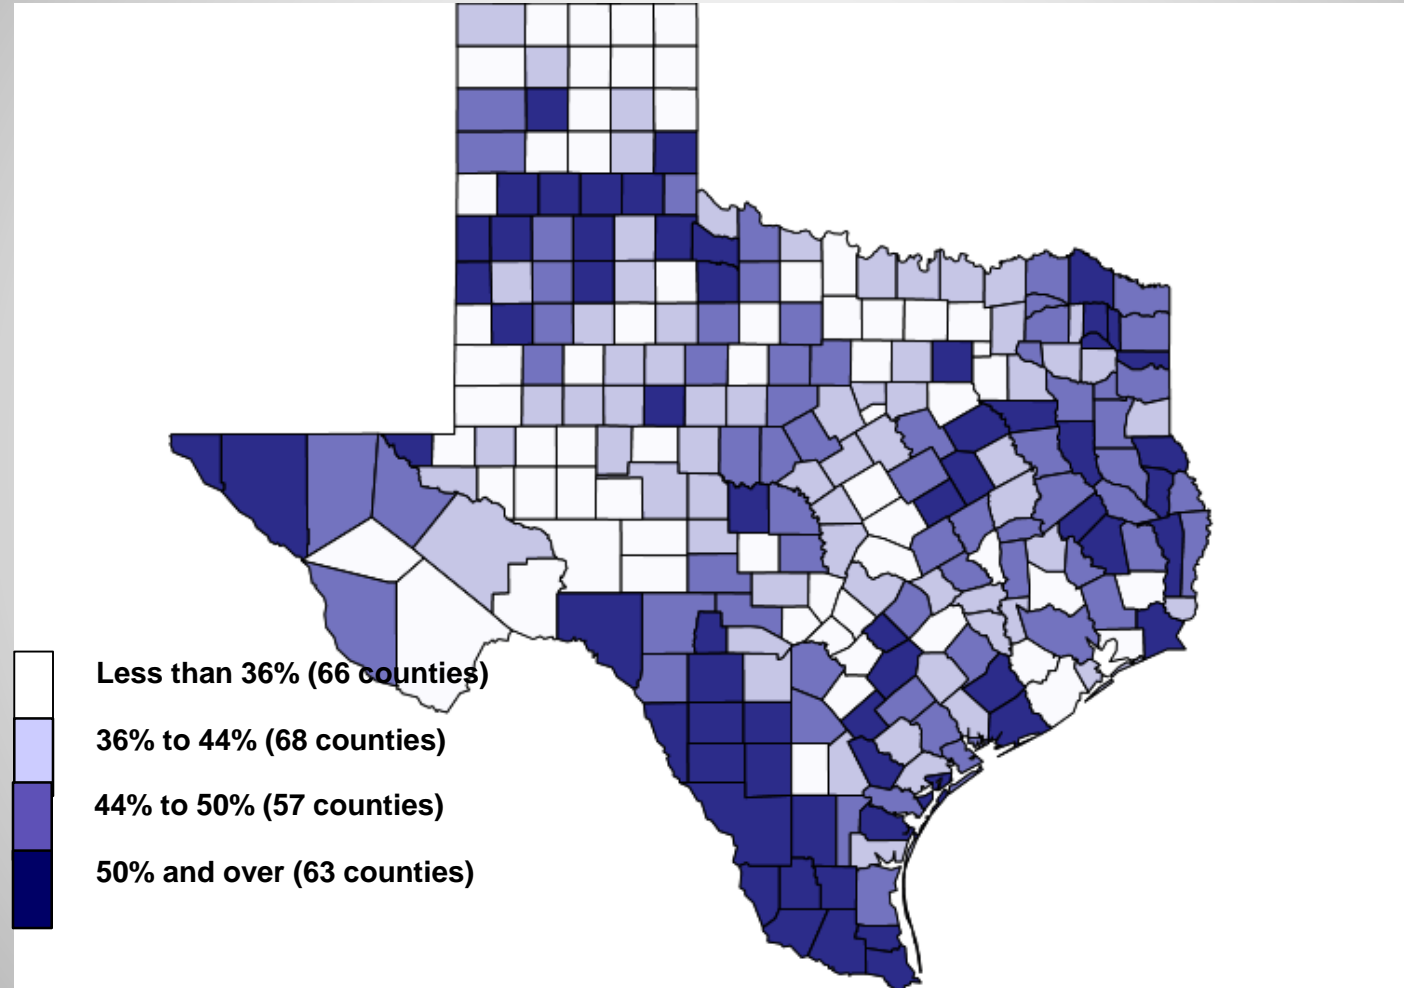 Less than 36% (66 counties)
36% to 44% (68 counties)
44% to 50% (57 counties)
50% and over (63 counties)